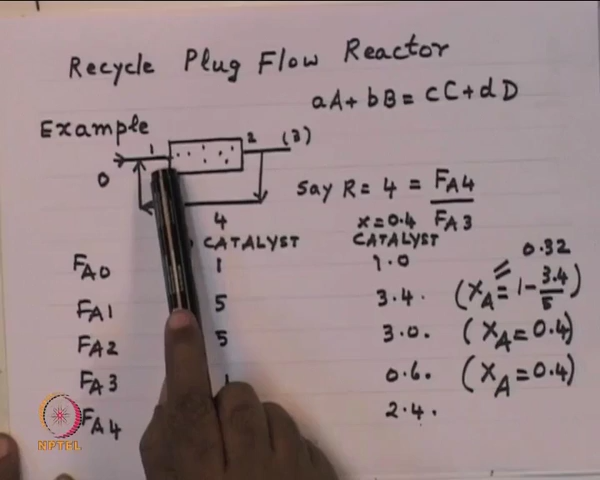 Recycle Plug Flow Reactor
aA + bB = cC + dD
Example
1 2 (3)
0
Say R = 4 = FA4 / FA3
4
x=0.4
CATALYST CATALYST
0.32
FA0 1 1.0
FA1 5 3.4. (XA = 1 - 3.4/5)
FA2 5 3.0. (XA = 0.4)
FA3 0.6. (XA = 0.4)
FA4 2.4.
NPTEL